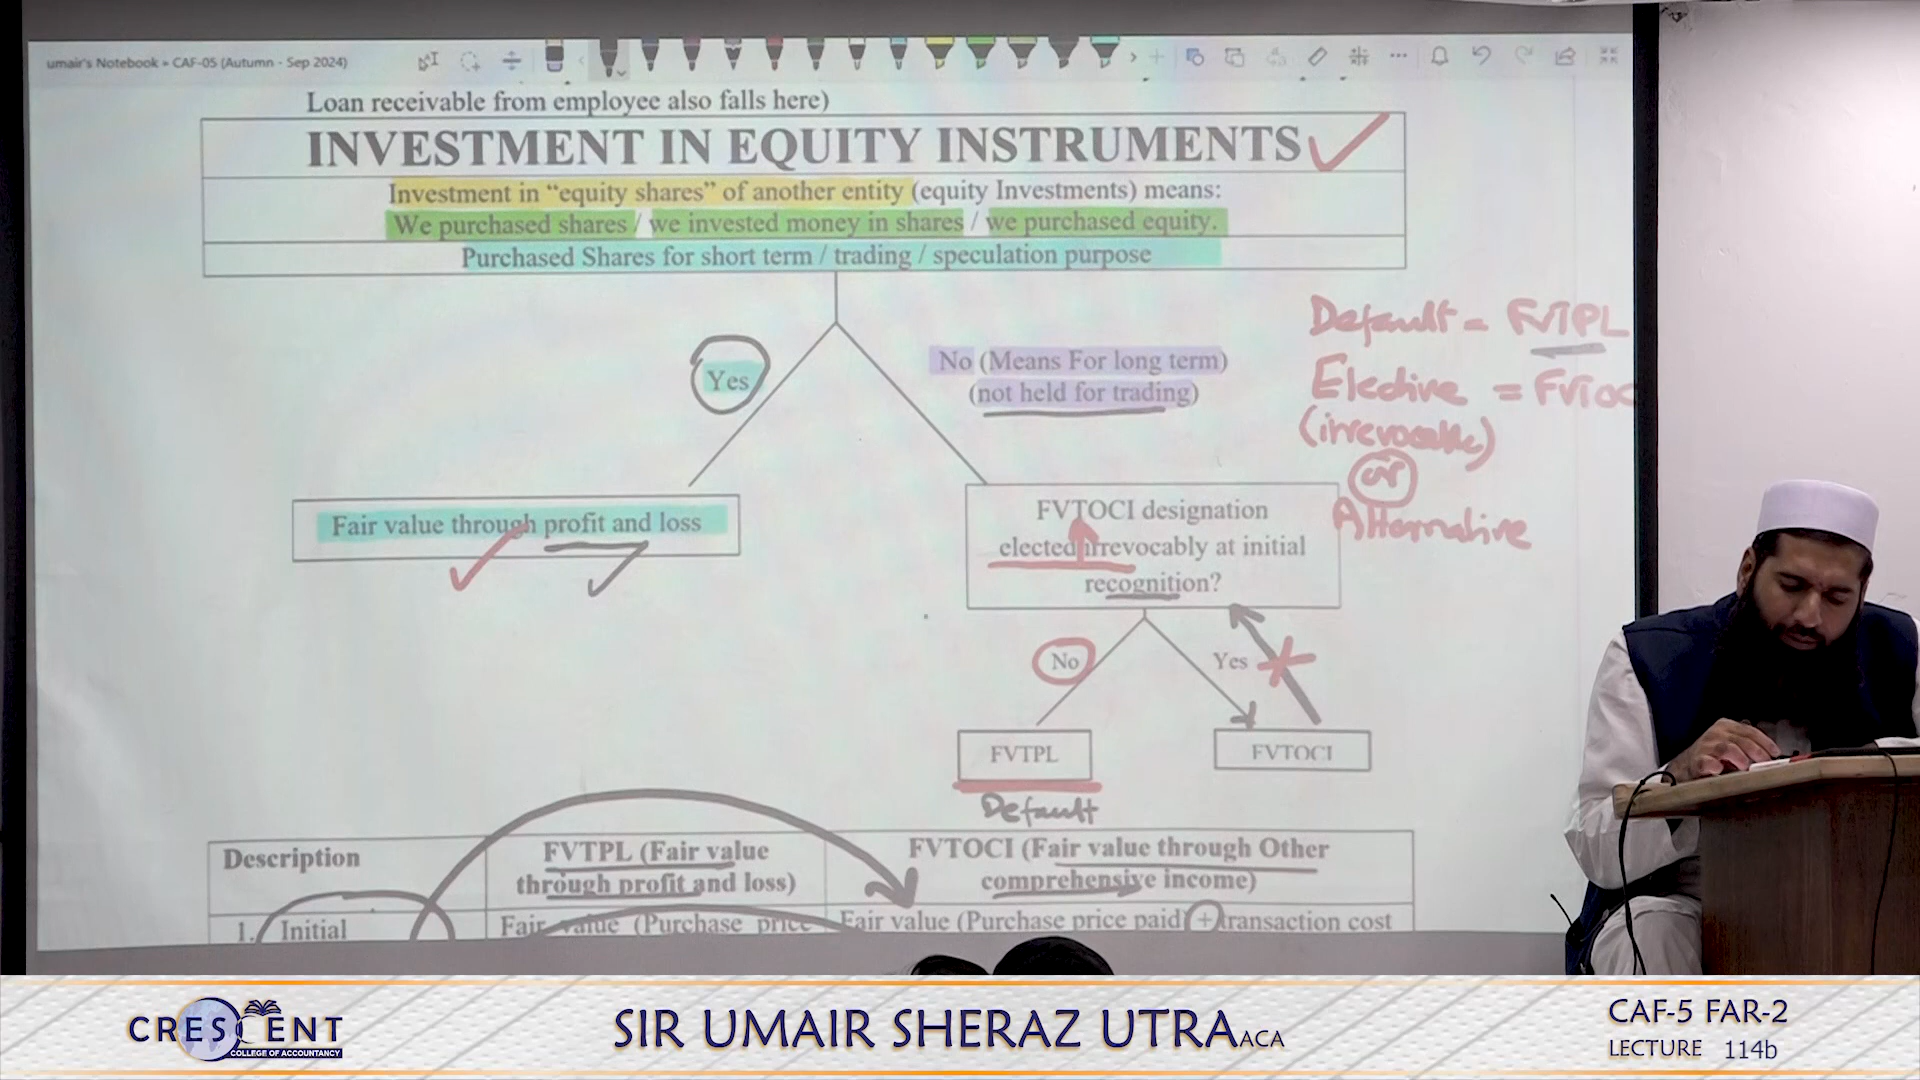 umair's Notebook » CAF-05 (Autumn - Sep 2024)
Loan receivable from employee also falls here)
INVESTMENT IN EQUITY INSTRUMENTS
Investment in “equity shares” of another entity (equity Investments) means:
We purchased shares / we invested money in shares / we purchased equity.
Purchased Shares for short term / trading / speculation purpose
Yes
No (Means For long term)
(not held for trading)
Default = FVTPL
Elective = FVTOC
(irrevocable)
or
Alternative
Fair value through profit and loss
FVTOCI designation
elected irrevocably at initial
recognition?
No
Yes
FVTPL
FVTOCI
Default
Description
FVTPL (Fair value
through profit and loss)
FVTOCI (Fair value through Other
comprehensive income)
1. Initial
Fair value (Purchase price
Fair value (Purchase price paid) + transaction cost
CRESCENT
COLLEGE OF ACCOUNTANCY
SIR UMAIR SHERAZ UTRA ACA
CAF-5 FAR-2
LECTURE 114b